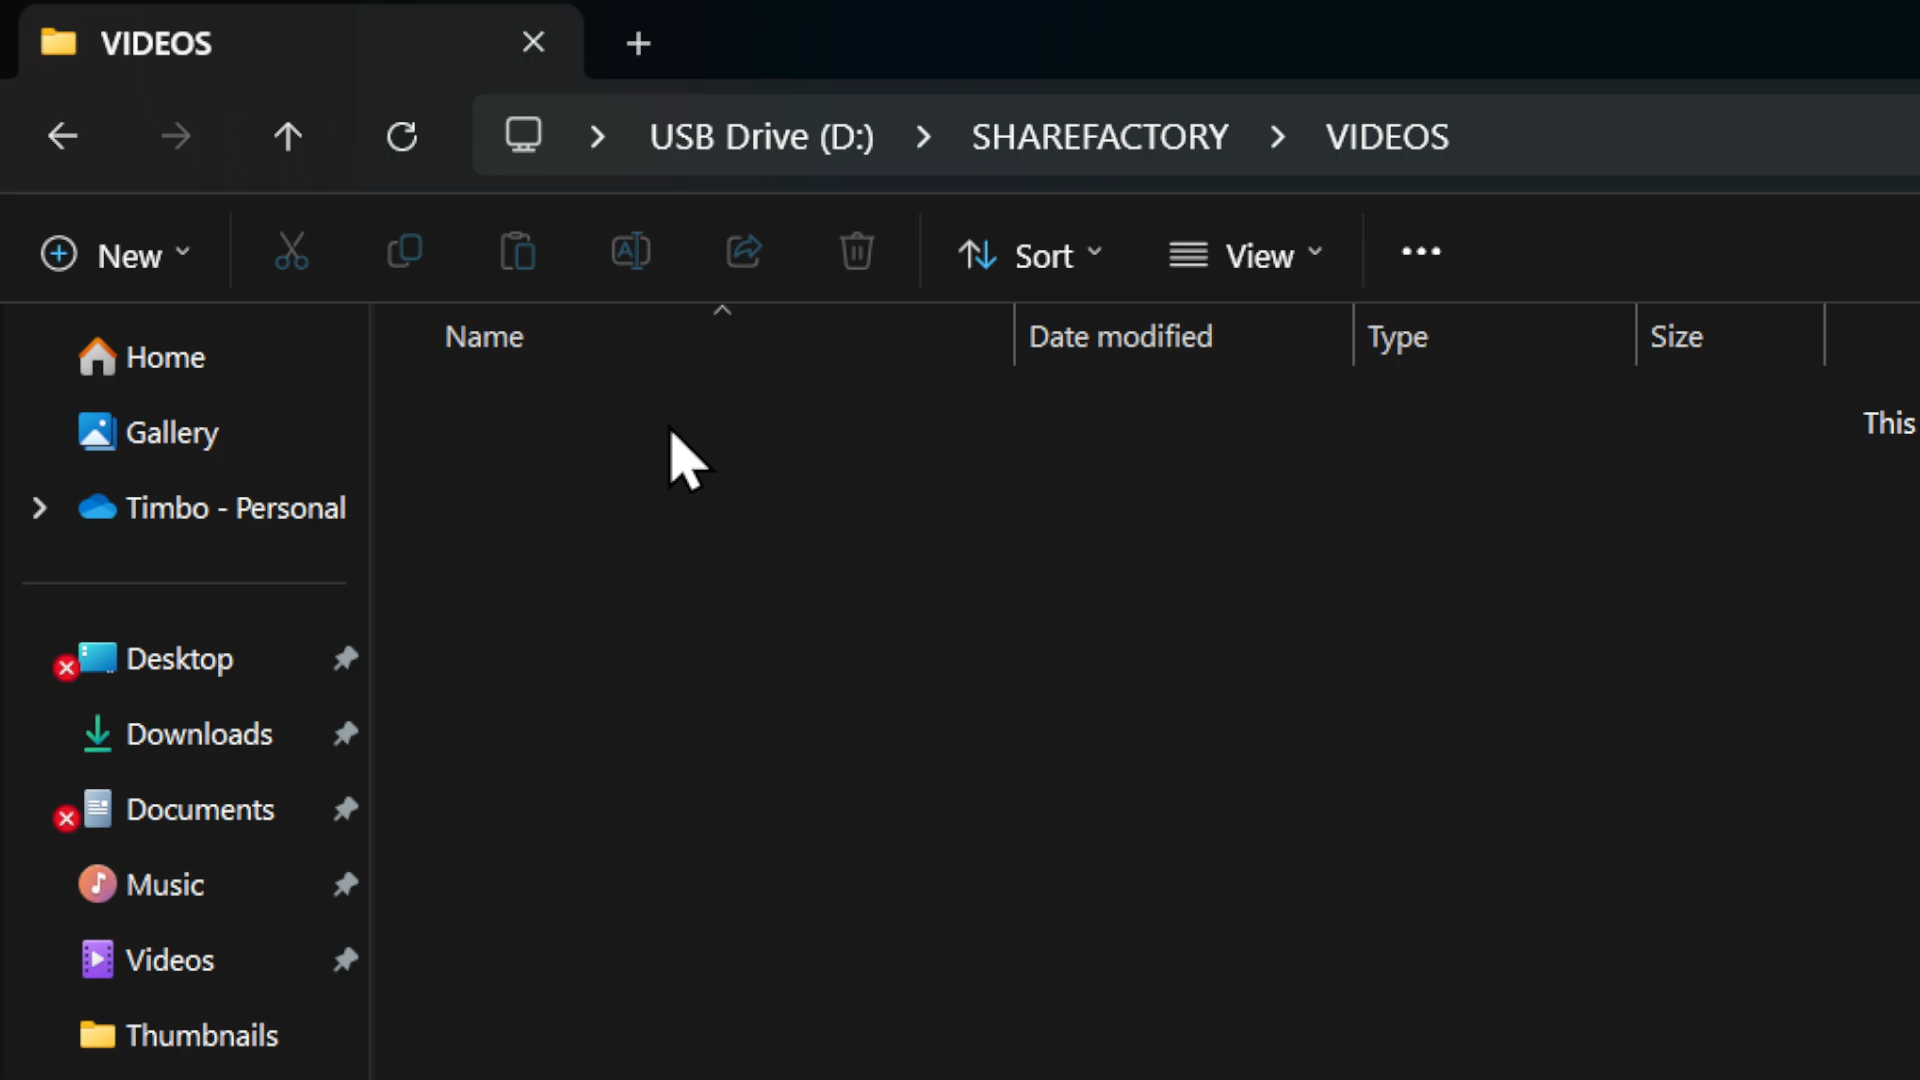 VIDEOS
USB Drive (D:) > SHAREFACTORY > VIDEOS
New
Sort
View
Name
Date modified
Type
Size
This
Home
Gallery
Timbo - Personal
Desktop
Downloads
Documents
Music
Videos
Thumbnails